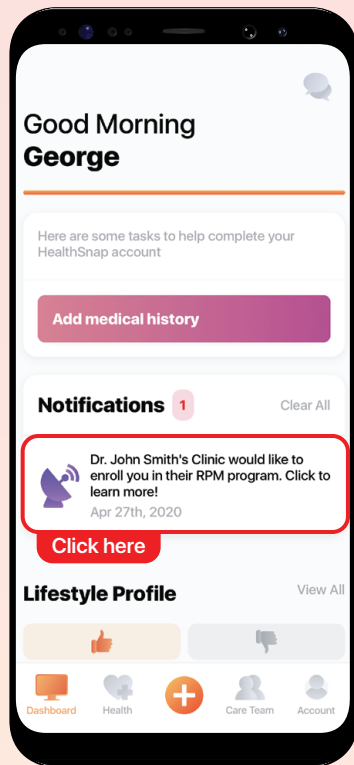 Good Morning
George
Here are some tasks to help complete your
HealthSnap account
Add medical history
Notifications 1 Clear All
Dr. John Smith's Clinic would like to
enroll you in their RPM program. Click to
learn more!
Apr 27th, 2020
Click here
Lifestyle Profile View All
Dashboard Health Care Team Account